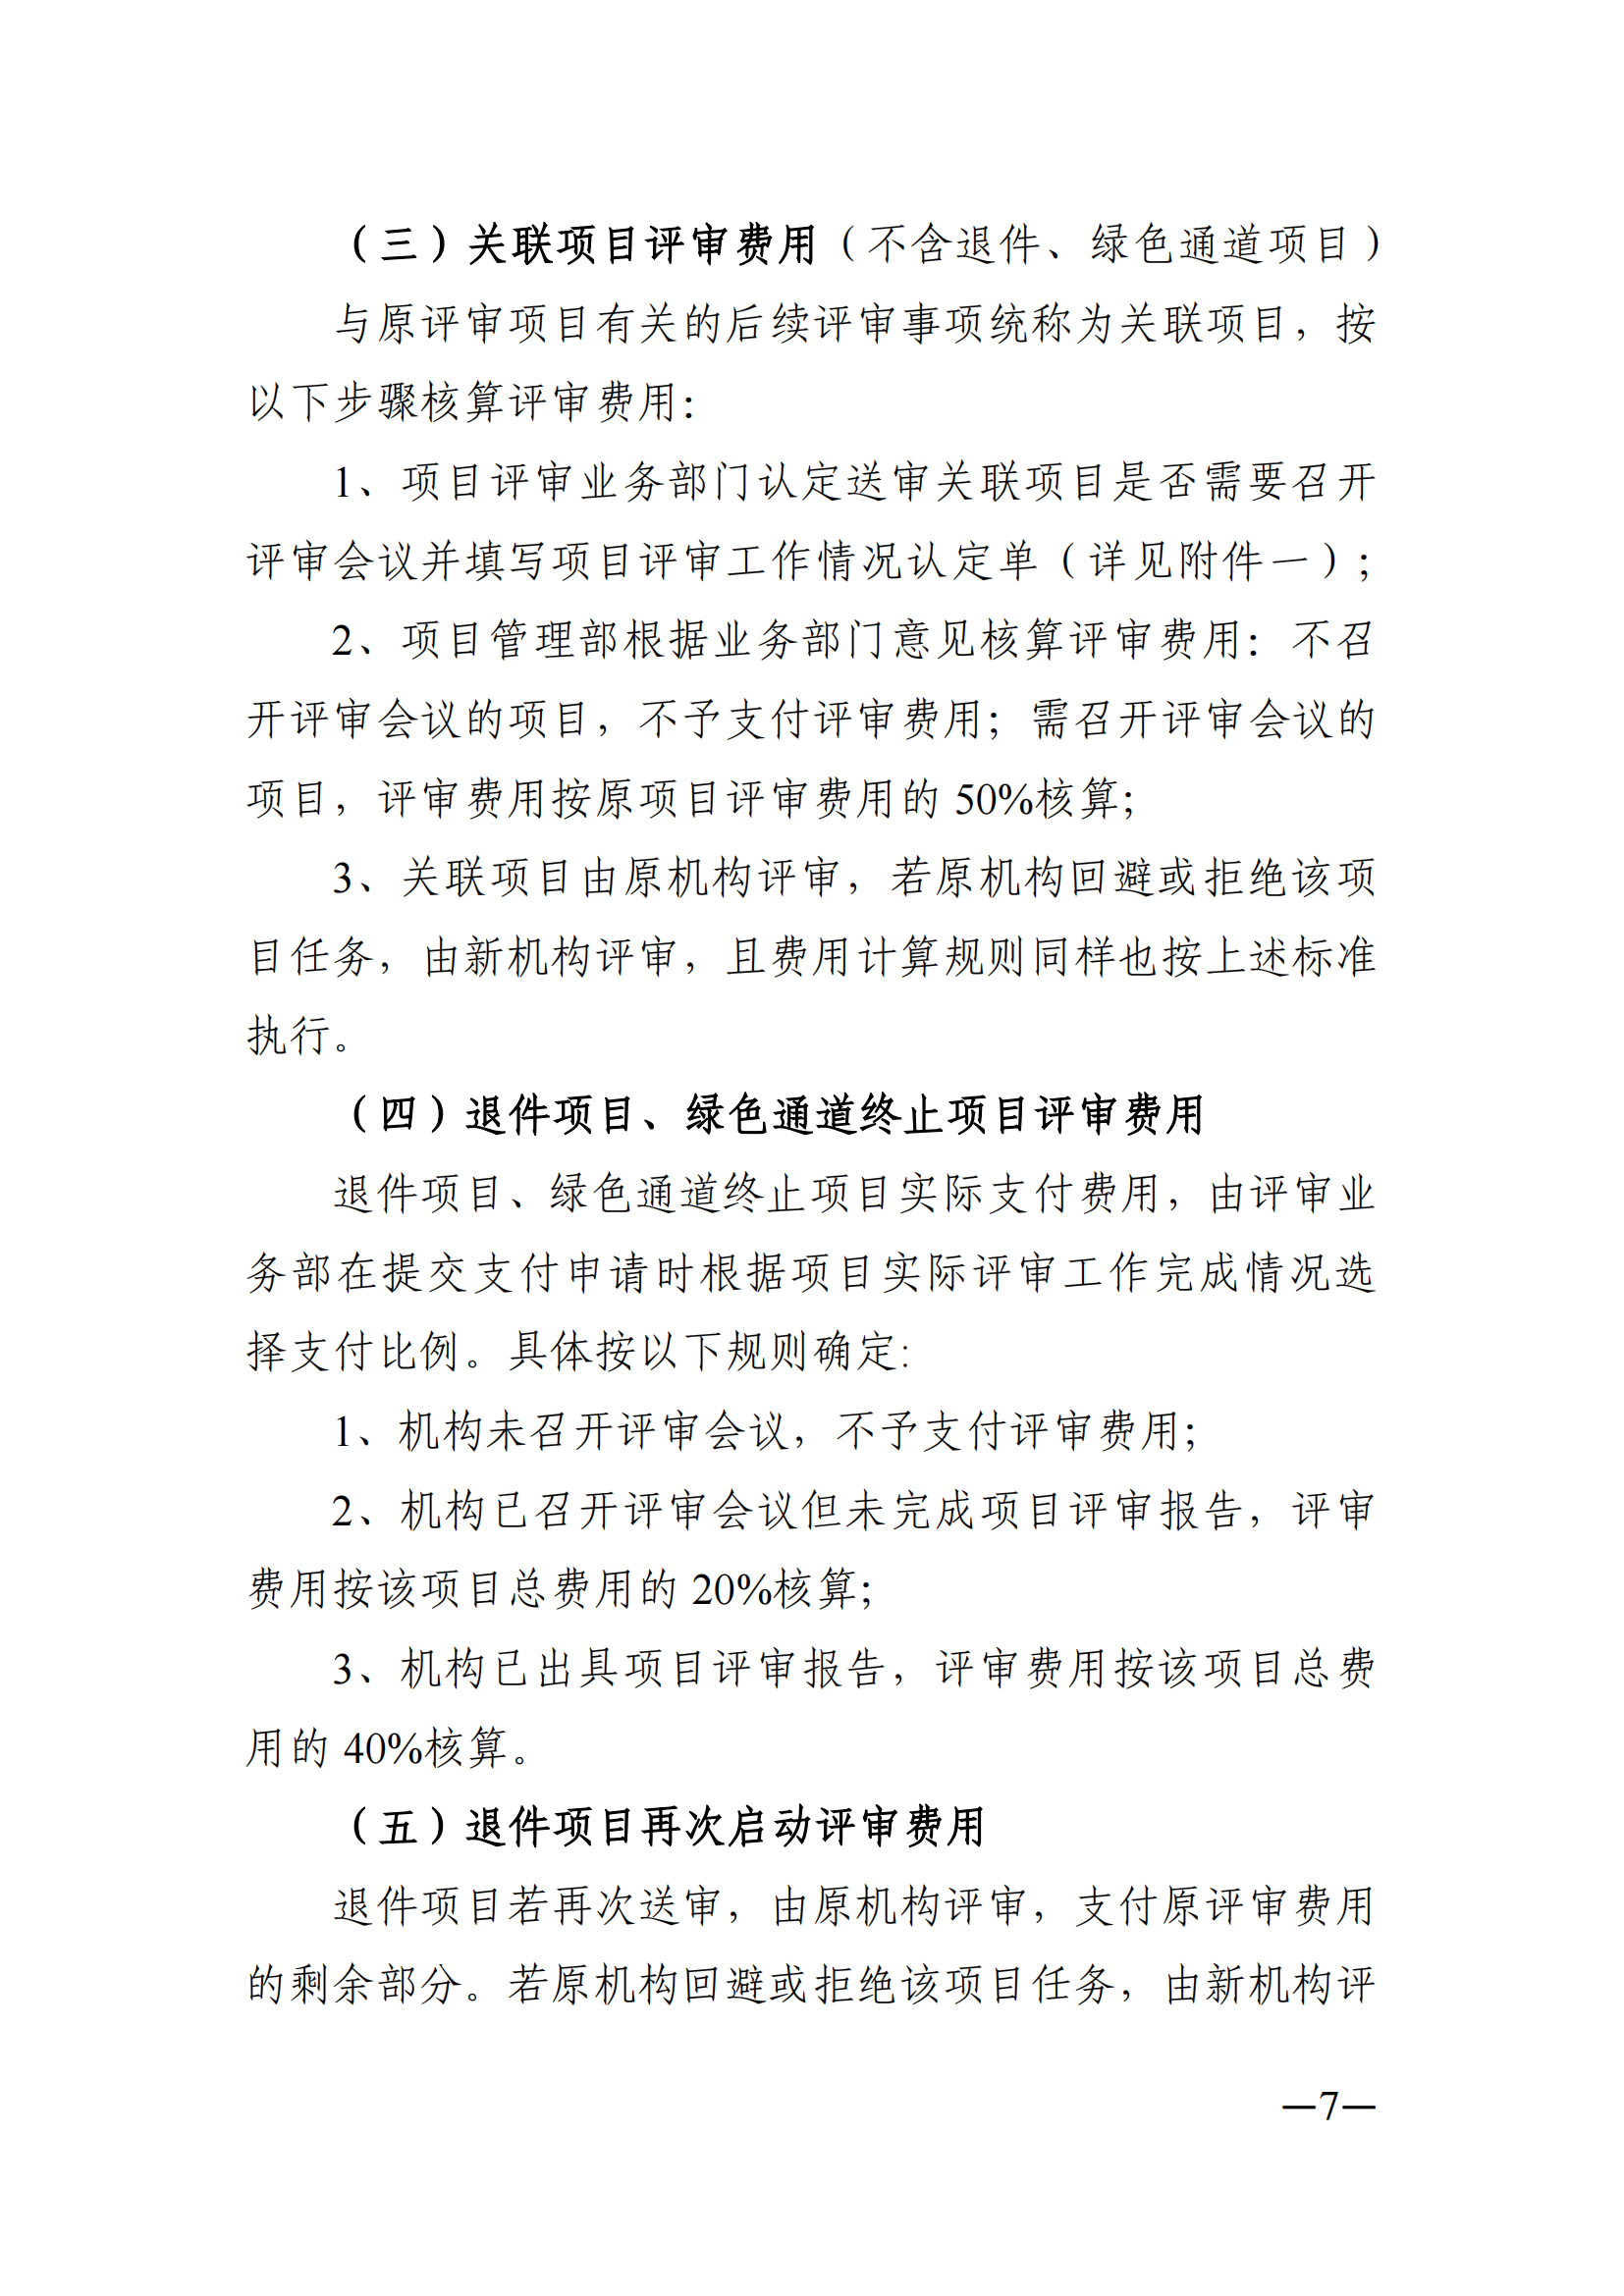 （三）关联项目评审费用（不含退件、绿色通道项目）
与原评审项目有关的后续评审事项统称为关联项目，按
以下步骤核算评审费用：
1、项目评审业务部门认定送审关联项目是否需要召开
评审会议并填写项目评审工作情况认定单（详见附件一）；
2、项目管理部根据业务部门意见核算评审费用：不召
开评审会议的项目，不予支付评审费用；需召开评审会议的
项目，评审费用按原项目评审费用的 50%核算；
3、关联项目由原机构评审，若原机构回避或拒绝该项
目任务，由新机构评审，且费用计算规则同样也按上述标准
执行。
（四）退件项目、绿色通道终止项目评审费用
退件项目、绿色通道终止项目实际支付费用，由评审业
务部在提交支付申请时根据项目实际评审工作完成情况选
择支付比例。具体按以下规则确定:
1、机构未召开评审会议，不予支付评审费用；
2、机构已召开评审会议但未完成项目评审报告，评审
费用按该项目总费用的 20%核算；
3、机构已出具项目评审报告，评审费用按该项目总费
用的 40%核算。
（五）退件项目再次启动评审费用
退件项目若再次送审，由原机构评审，支付原评审费用
的剩余部分。若原机构回避或拒绝该项目任务，由新机构评
—7—